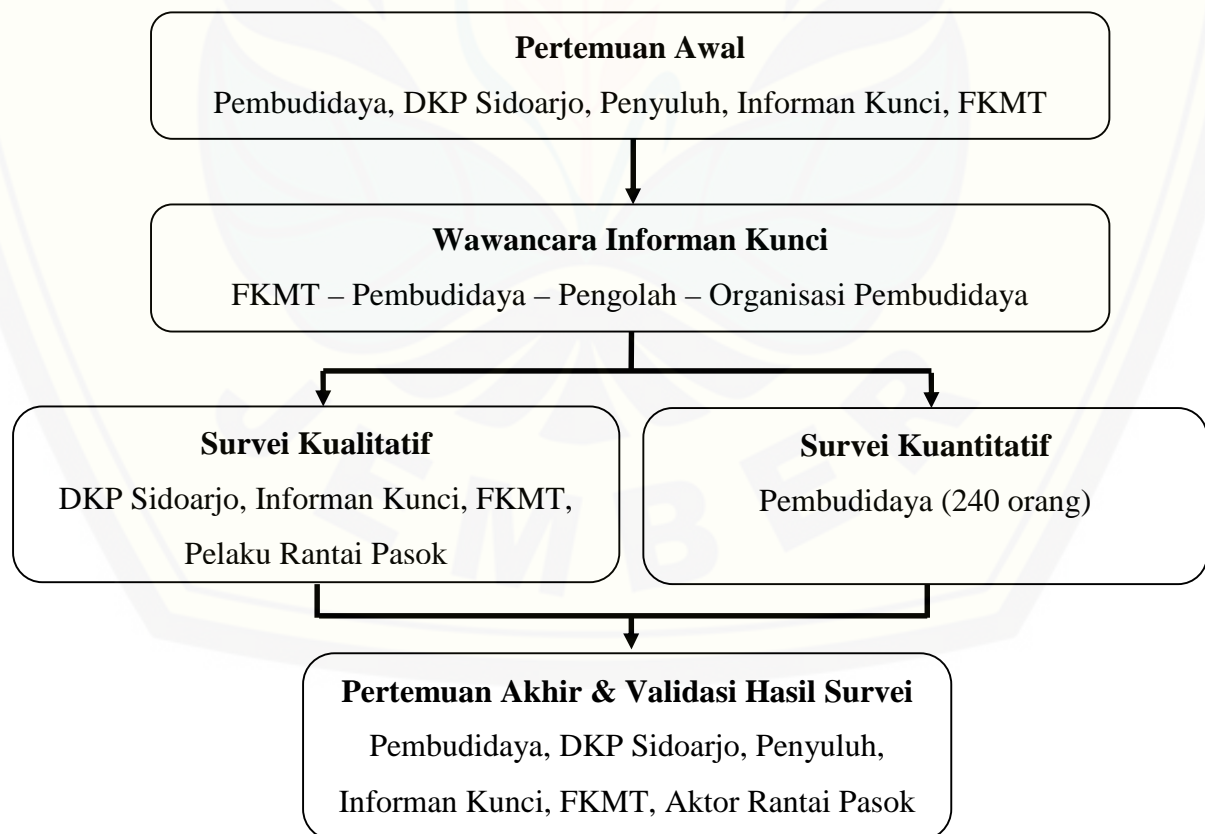 Pertemuan Awal
Pembudidaya, DKP Sidoarjo, Penyuluh, Informan Kunci, FKMT
Wawancara Informan Kunci
FKMT – Pembudidaya – Pengolah – Organisasi Pembudidaya
Survei Kualitatif
DKP Sidoarjo, Informan Kunci, FKMT,
Pelaku Rantai Pasok
Survei Kuantitatif
Pembudidaya (240 orang)
JEMBER
Pertemuan Akhir & Validasi Hasil Survei
Pembudidaya, DKP Sidoarjo, Penyuluh,
Informan Kunci, FKMT, Aktor Rantai Pasok